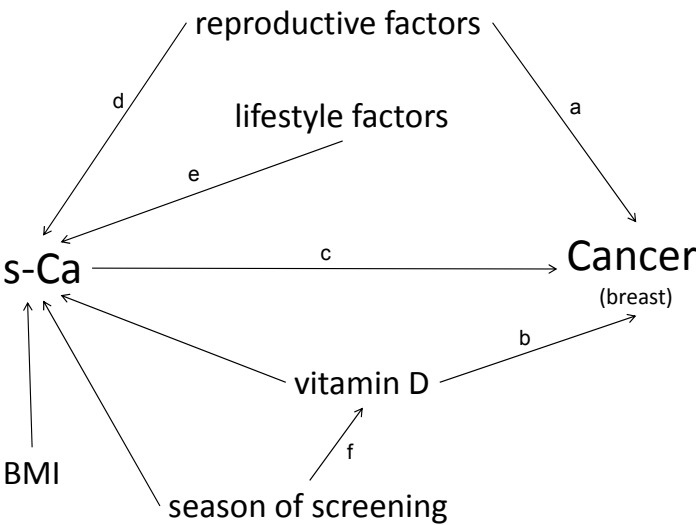 reproductive factors
d
a
lifestyle factors
e
s-Ca
c
Cancer
(breast)
b
vitamin D
f
BMI
season of screening